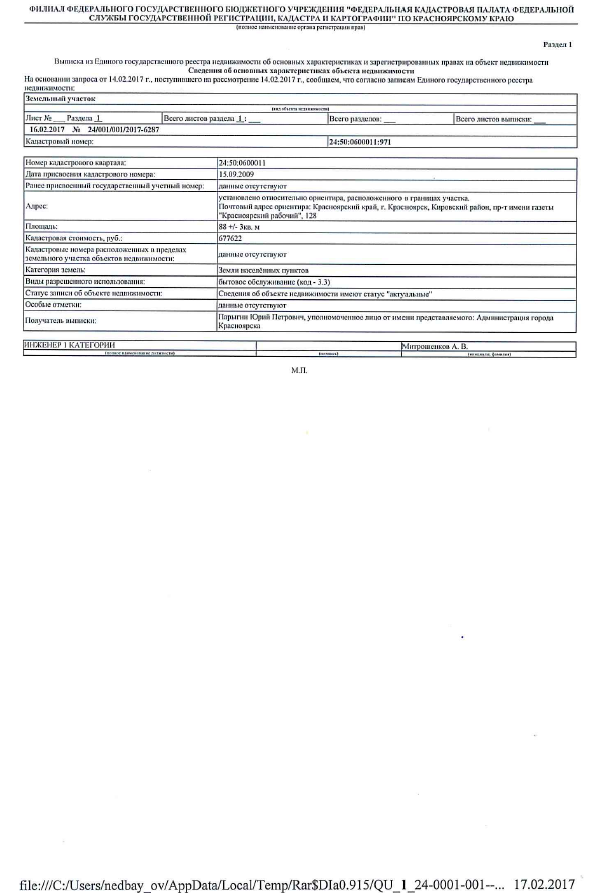 ФИЛИАЛ ФЕДЕРАЛЬНОГО ГОСУДАРСТВЕННОГО БЮДЖЕТНОГО УЧРЕЖДЕНИЯ "ФЕДЕРАЛЬНАЯ КАДАСТРОВАЯ ПАЛАТА ФЕДЕРАЛЬНОЙ
СЛУЖБЫ ГОСУДАРСТВЕННОЙ РЕГИСТРАЦИИ, КАДАСТРА И КАРТОГРАФИИ" ПО КРАСНОЯРСКОМУ КРАЮ
(полное наименование органа регистрации прав)
Раздел 1
Выписка из Единого государственного реестра недвижимости об основных характеристиках и зарегистрированных правах на объект недвижимости
Сведения об основных характеристиках объекта недвижимости
На основании запроса от 14.02.2017 г., поступившего на рассмотрение 14.02.2017 г., сообщаем, что согласно записям Единого государственного реестра
недвижимости:
Земельный участок
(вид объекта недвижимости)
Лист № ___ Раздела 1 Всего листов раздела 1 : ___ Всего разделов: ___ Всего листов выписки: ___
16.02.2017 № 24/001/001/2017-6287
Кадастровый номер: 24:50:0600011:971
Номер кадастрового квартала: 24:50:0600011
Дата присвоения кадастрового номера: 15.09.2009
Ранее присвоенный государственный учетный номер: данные отсутствуют
Адрес: установлено относительно ориентира, расположенного в границах участка.
Почтовый адрес ориентира: Красноярский край, г. Красноярск, Кировский район, пр-т имени газеты
"Красноярский рабочий", 128
Площадь: 88 +/- 3кв. м
Кадастровая стоимость, руб.: 677622
Кадастровые номера расположенных в пределах
земельного участка объектов недвижимости: данные отсутствуют
Категория земель: Земли населённых пунктов
Виды разрешенного использования: бытовое обслуживание (код - 3.3)
Статус записи об объекте недвижимости: Сведения об объекте недвижимости имеют статус "актуальные"
Особые отметки: данные отсутствуют
Получатель выписки: Парыгин Юрий Петрович, уполномоченное лицо от имени представляемого: Администрация города
Красноярска
ИНЖЕНЕР 1 КАТЕГОРИИ Митрошенков А. В.
(полное наименование должности) (подпись) (инициалы, фамилия)
М.П.
file:///C:/Users/nedbay_ov/AppData/Local/Temp/Rar$DIa0.915/QU_1_24-0001-001--... 17.02.2017